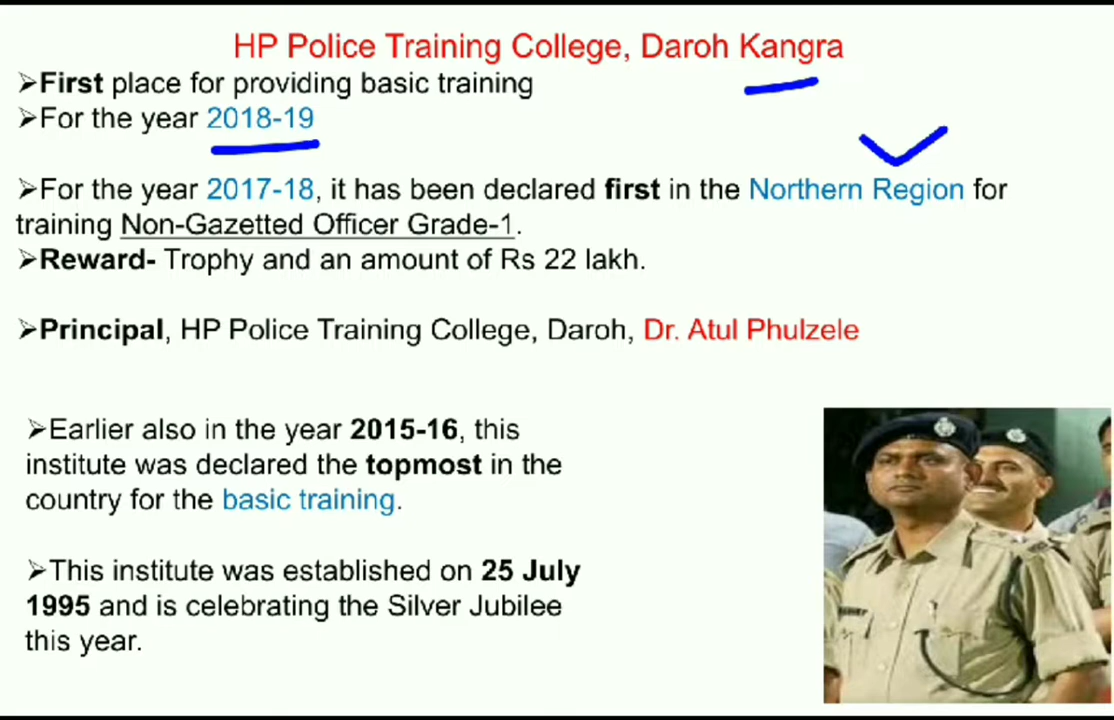 HP Police Training College, Daroh Kangra
➢First place for providing basic training
➢For the year 2018-19
➢For the year 2017-18, it has been declared first in the Northern Region for
training Non-Gazetted Officer Grade-1.
➢Reward- Trophy and an amount of Rs 22 lakh.
➢Principal, HP Police Training College, Daroh, Dr. Atul Phulzele
➢Earlier also in the year 2015-16, this
institute was declared the topmost in the
country for the basic training.
➢This institute was established on 25 July
1995 and is celebrating the Silver Jubilee
this year.